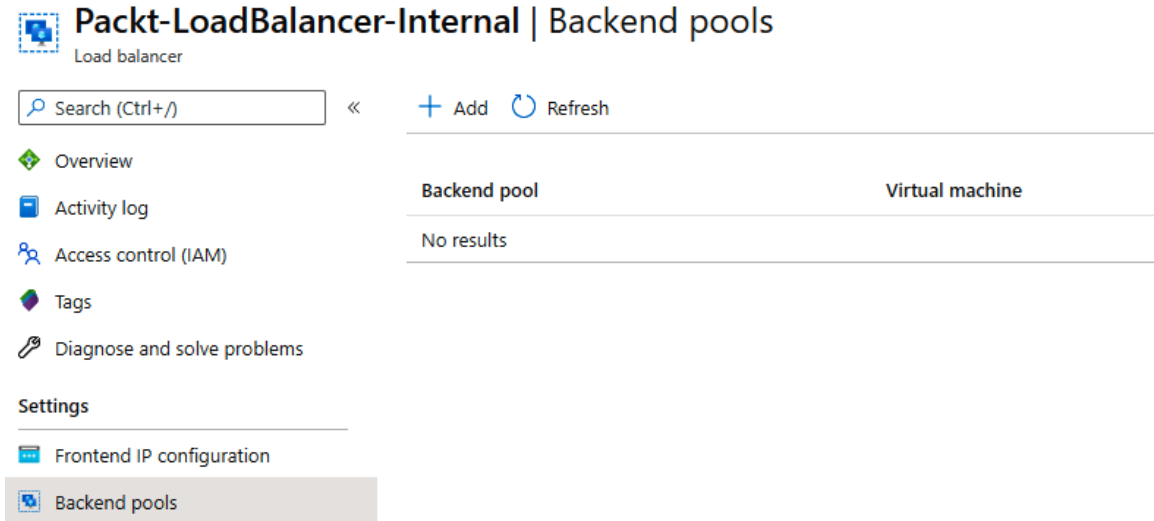 Packt-LoadBalancer-Internal | Backend pools
Load balancer
Search (Ctrl+/)
«
Add
Refresh
Overview
Activity log
Access control (IAM)
Tags
Diagnose and solve problems
Settings
Frontend IP configuration
Backend pools
Backend pool Virtual machine
No results